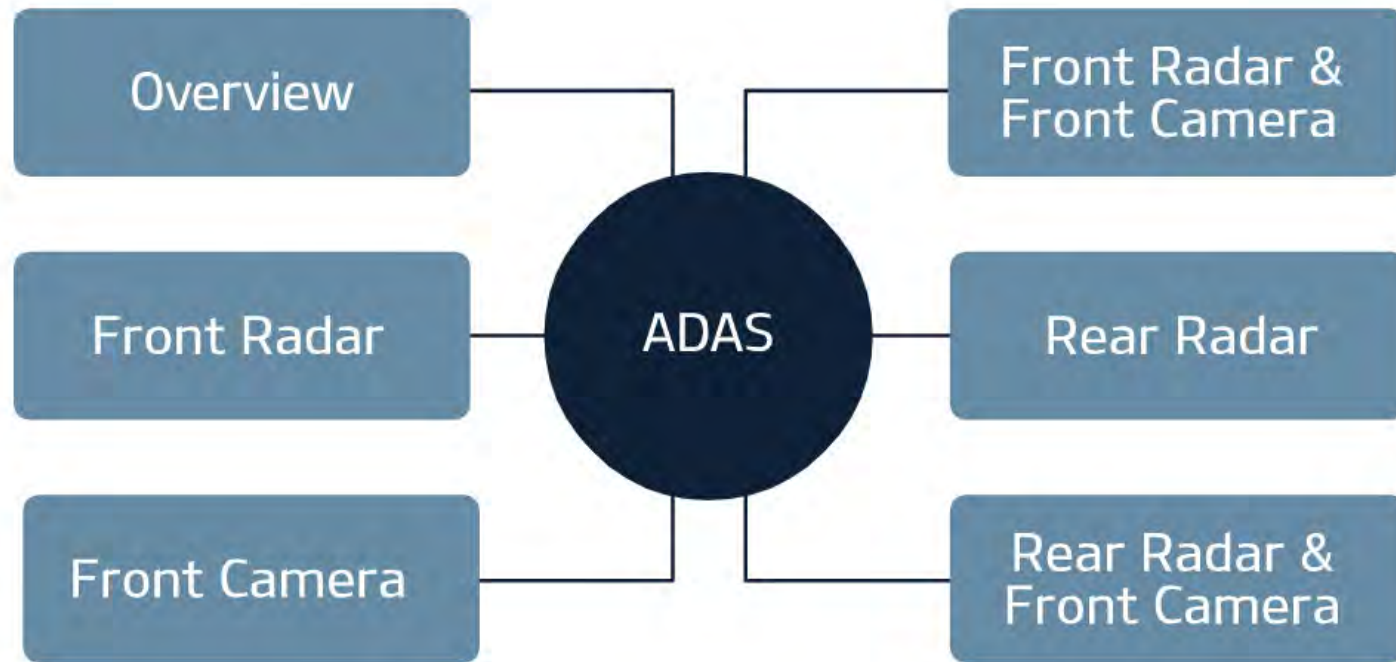 Overview
Front Radar
Front Camera
ADAS
Front Radar &
Front Camera
Rear Radar
Rear Radar &
Front Camera